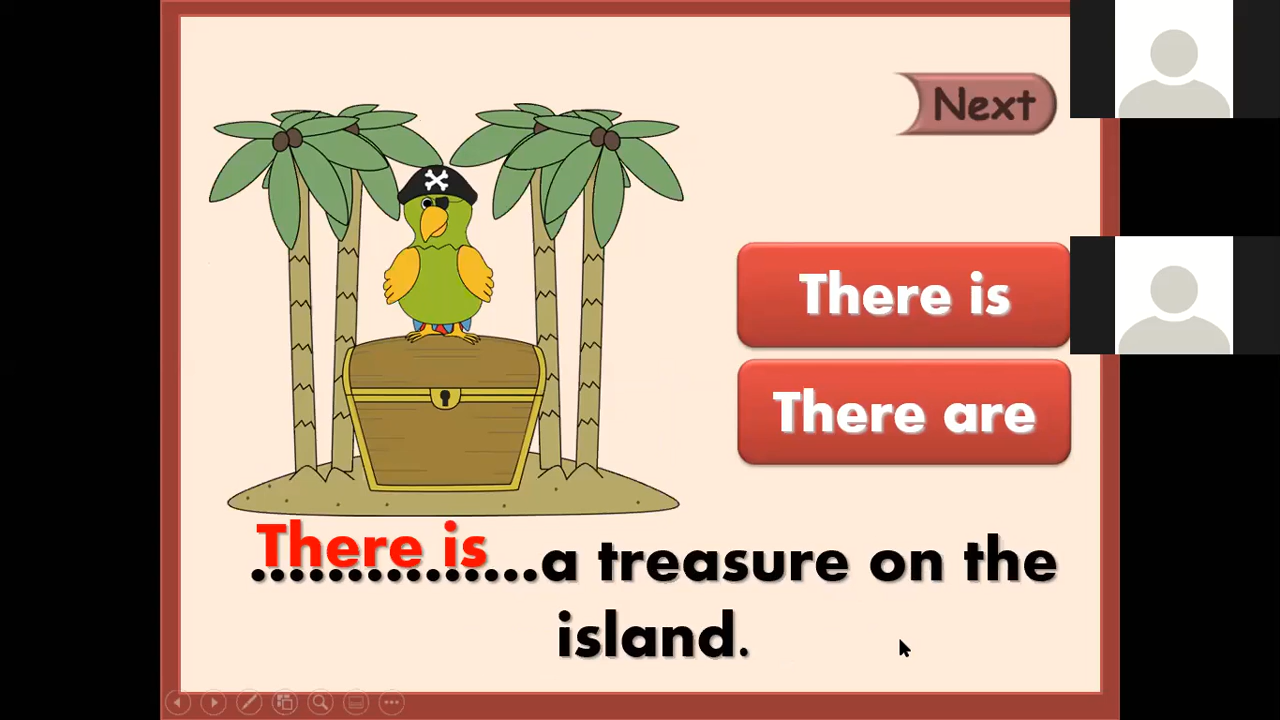 Next
There is
There are
There is
...............a treasure on the
island.